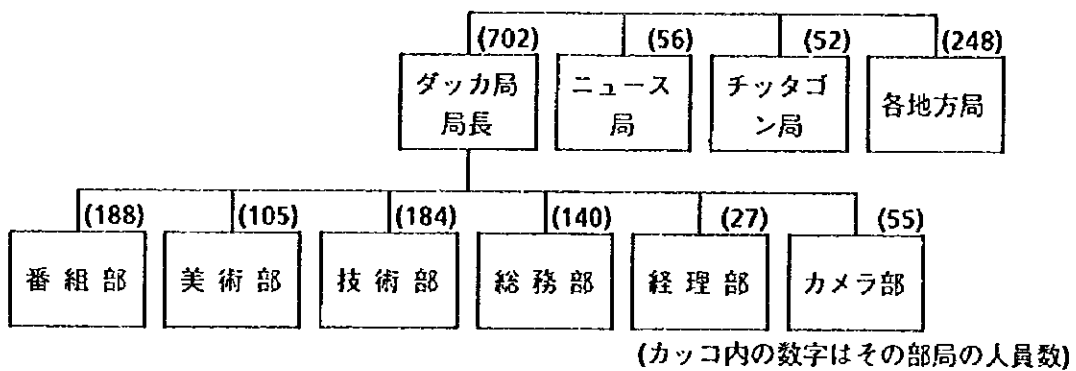 (702) (56) (52) (248)
ダッカ局 ニュース チッタゴ 各地方局
局長 局 ン局
(188) (105) (184) (140) (27) (55)
番組部 美術部 技術部 総務部 経理部 カメラ部
(カッコ内の数字はその部局の人員数)